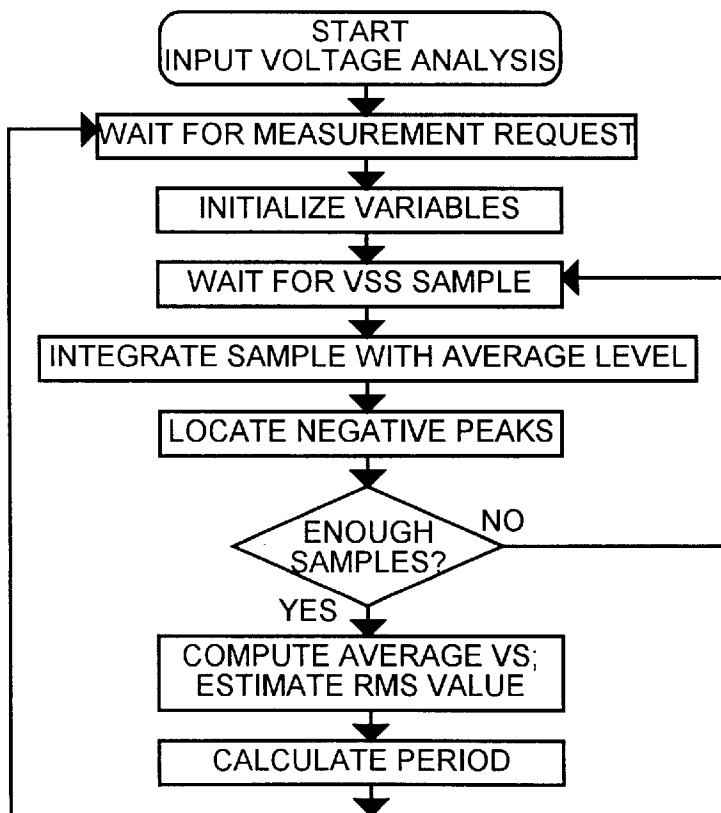 START
INPUT VOLTAGE ANALYSIS
WAIT FOR MEASUREMENT REQUEST
INITIALIZE VARIABLES
WAIT FOR VSS SAMPLE
INTEGRATE SAMPLE WITH AVERAGE LEVEL
LOCATE NEGATIVE PEAKS
ENOUGH
SAMPLES?
NO
YES
COMPUTE AVERAGE VS;
ESTIMATE RMS VALUE
CALCULATE PERIOD